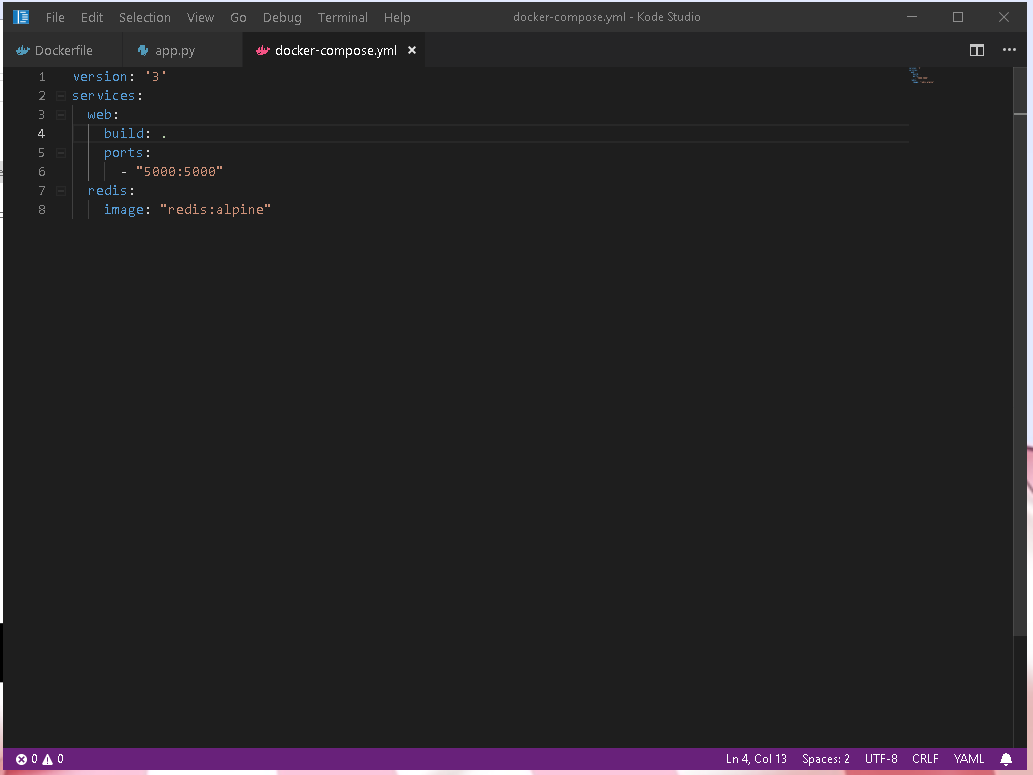 File Edit Selection View Go Debug Terminal Help docker-compose.yml - Kode Studio
Dockerfile app.py docker-compose.yml
1 version: '3'
2 services:
3 web:
4 build: .
5 ports:
6 - "5000:5000"
7 redis:
8 image: "redis:alpine"
0 0 Ln 4, Col 13 Spaces: 2 UTF-8 CRLF YAML